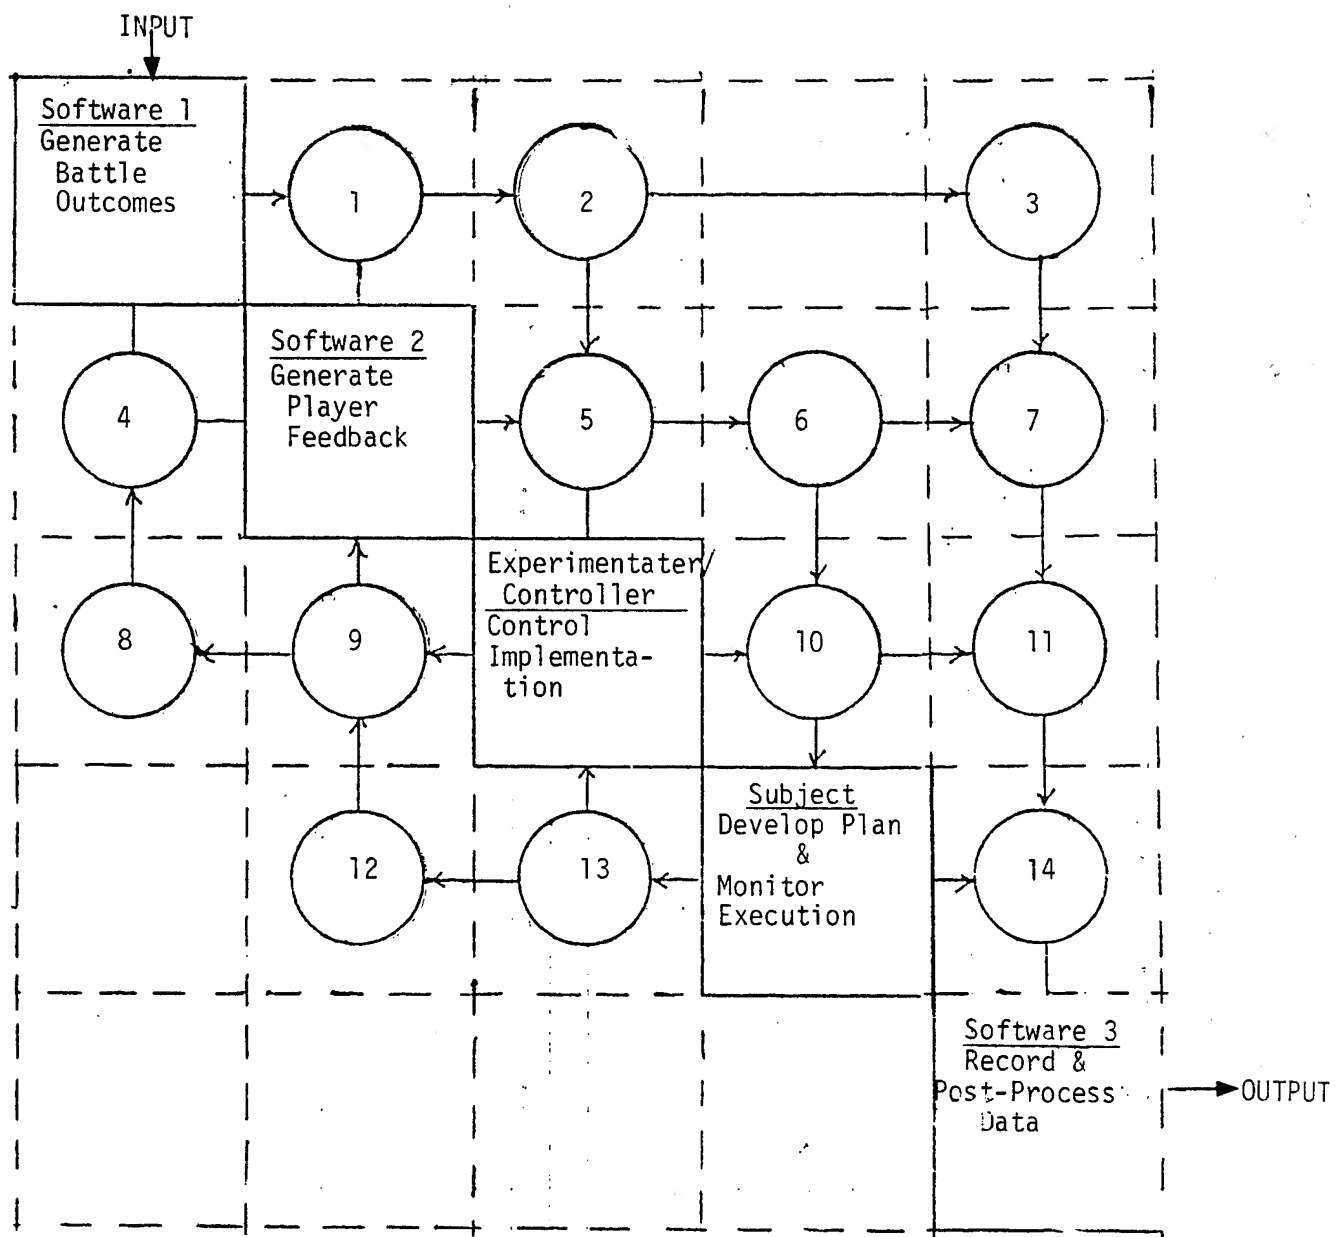 INPUT
Software 1
Generate
Battle
Outcomes
1
2
3
Software 2
Generate
Player
Feedback
4
5
6
7
Experimentater/
Controller
Control
Implementa-
tion
8
9
10
11
Subject
Develop Plan
&
Monitor
Execution
12
13
14
Software 3
Record &
Post-Process
Data
OUTPUT